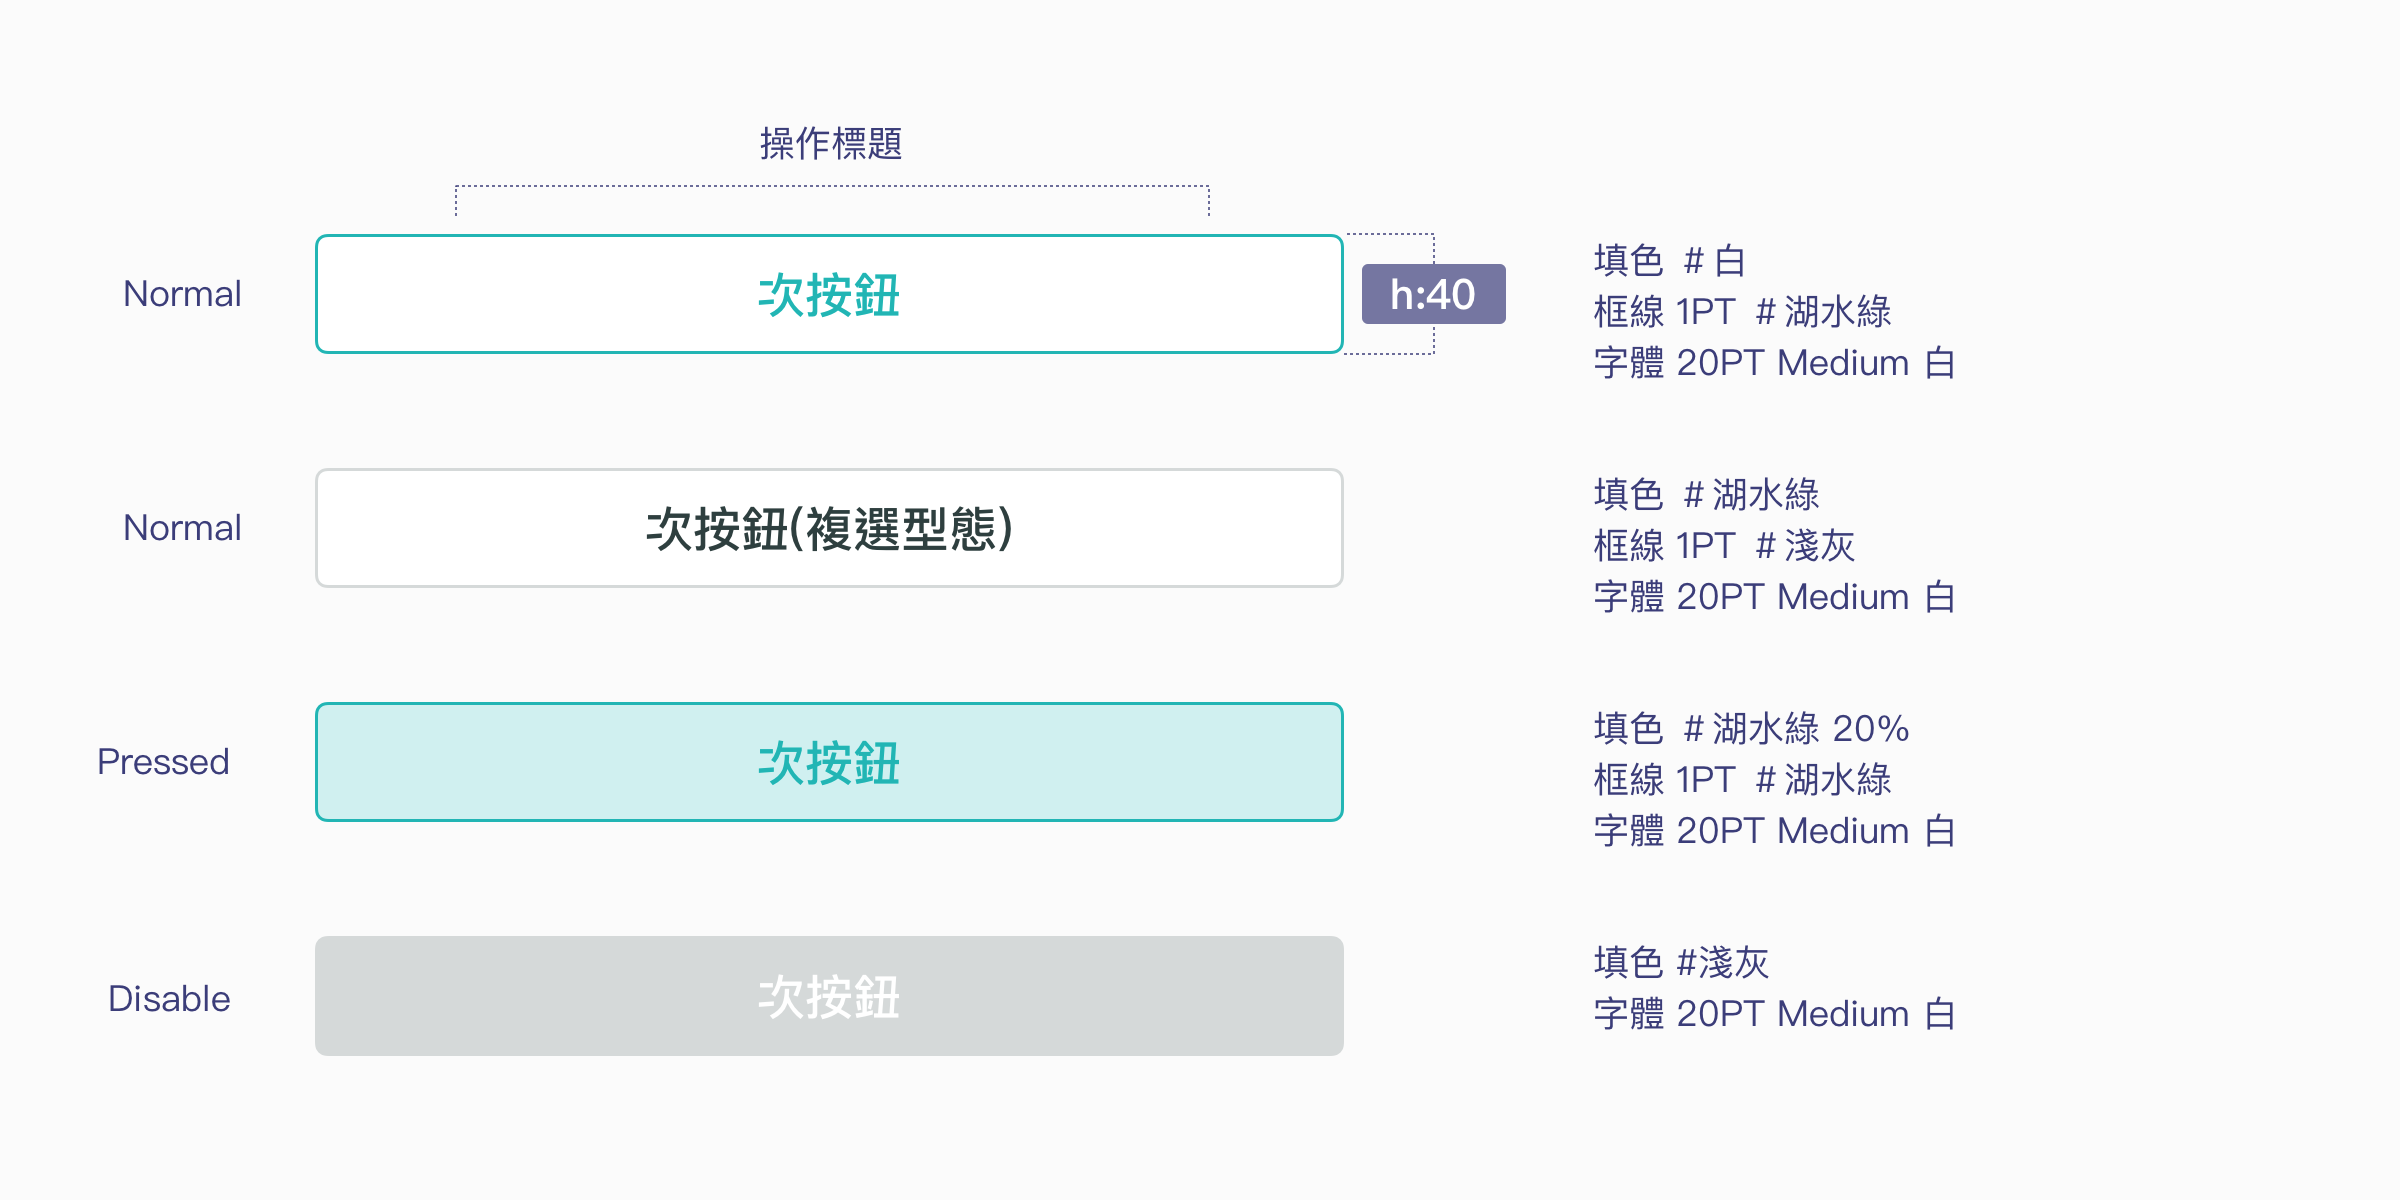 操作標題
Normal
次按鈕
h:40
填色 # 白
框線 1PT # 湖水綠
字體 20PT Medium 白
Normal
次按鈕(複選型態)
填色 # 湖水綠
框線 1PT # 淺灰
字體 20PT Medium 白
Pressed
次按鈕
填色 # 湖水綠 20%
框線 1PT # 湖水綠
字體 20PT Medium 白
Disable
次按鈕
填色 #淺灰
字體 20PT Medium 白